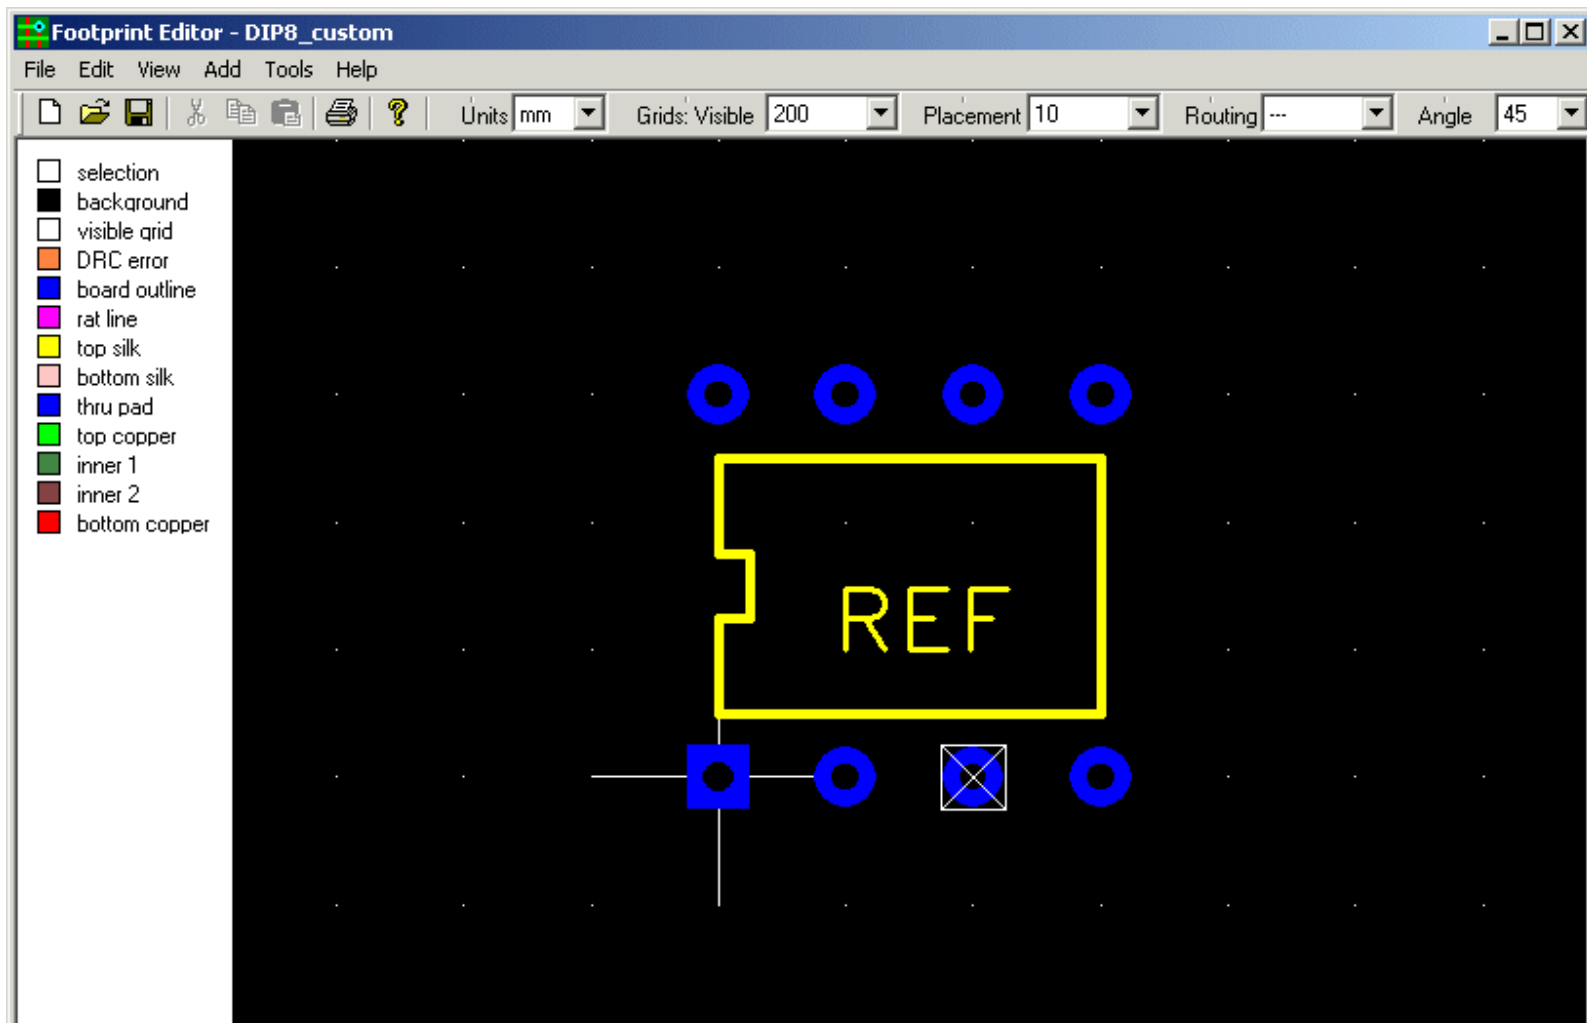 Footprint Editor - DIP8_custom
File Edit View Add Tools Help
Units mm Grids: Visible 200 Placement 10 Routing --- Angle 45
selection
background
visible grid
DRC error
board outline
rat line
top silk
bottom silk
thru pad
top copper
inner 1
inner 2
bottom copper
REF